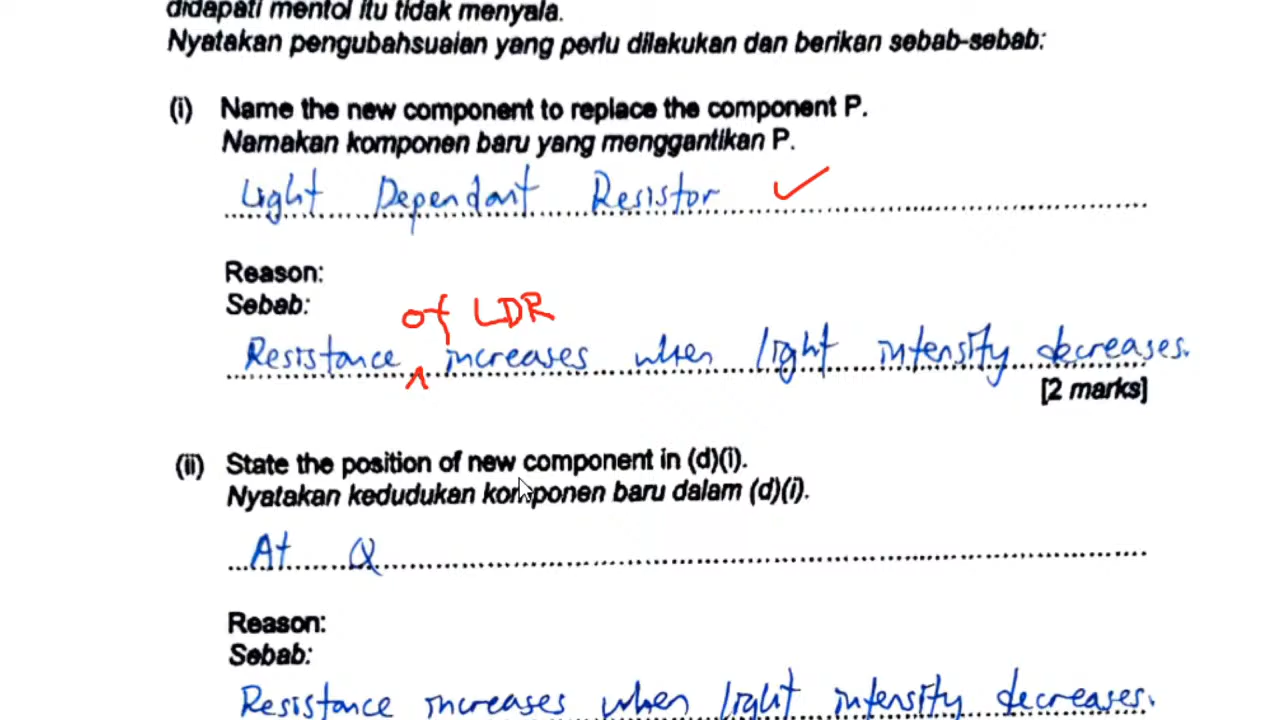 didapati mentol itu tidak menyala.
Nyatakan pengubahsuaian yang perlu dilakukan dan berikan sebab-sebab:
(i) Name the new component to replace the component P.
Namakan komponen baru yang menggantikan P.
Light Dependant Resistor ✓
Reason:
Sebab:
of LDR
Resistance ^ increases when light intensity decreases.
[2 marks]
(ii) State the position of new component in (d)(i).
Nyatakan kedudukan komponen baru dalam (d)(i).
At Q
Reason:
Sebab:
Resistance increases when light intensity decreases.